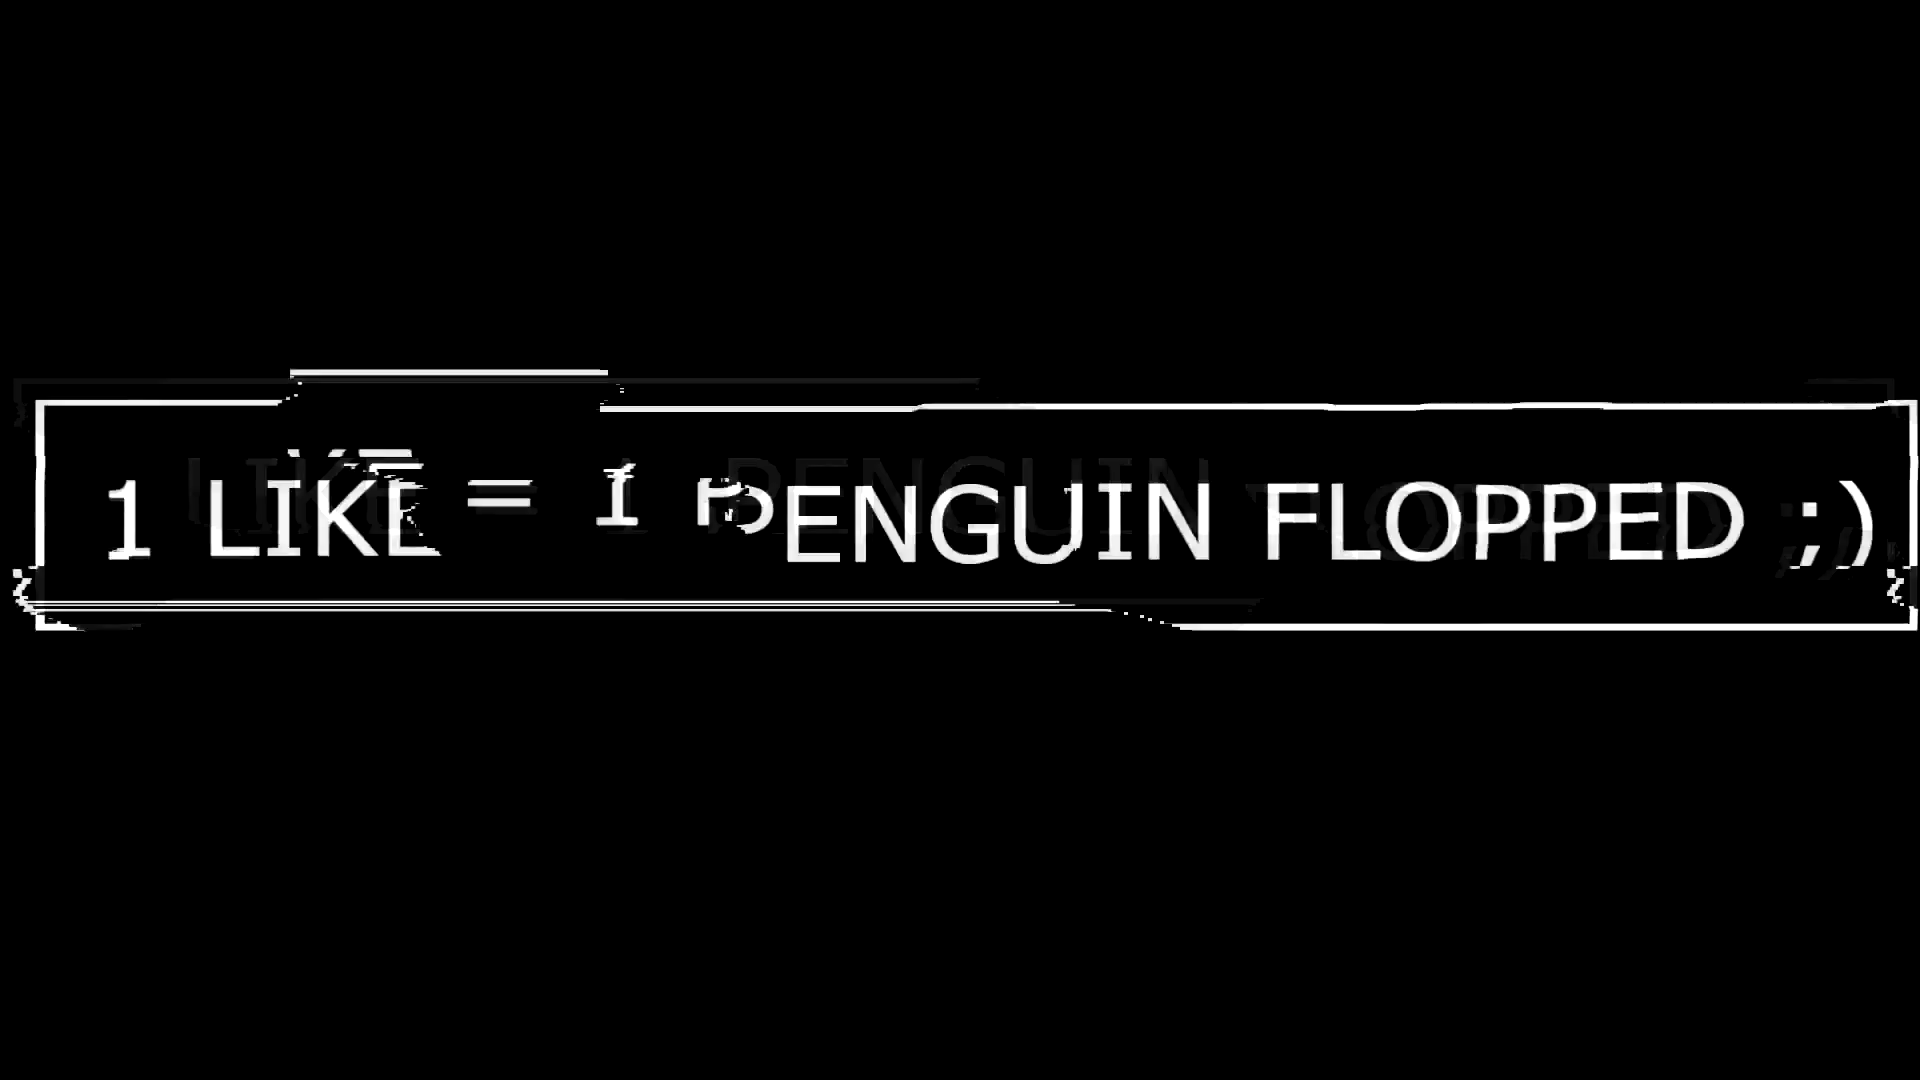 1 LIKE = 1 PENGUIN FLOPPED ;)